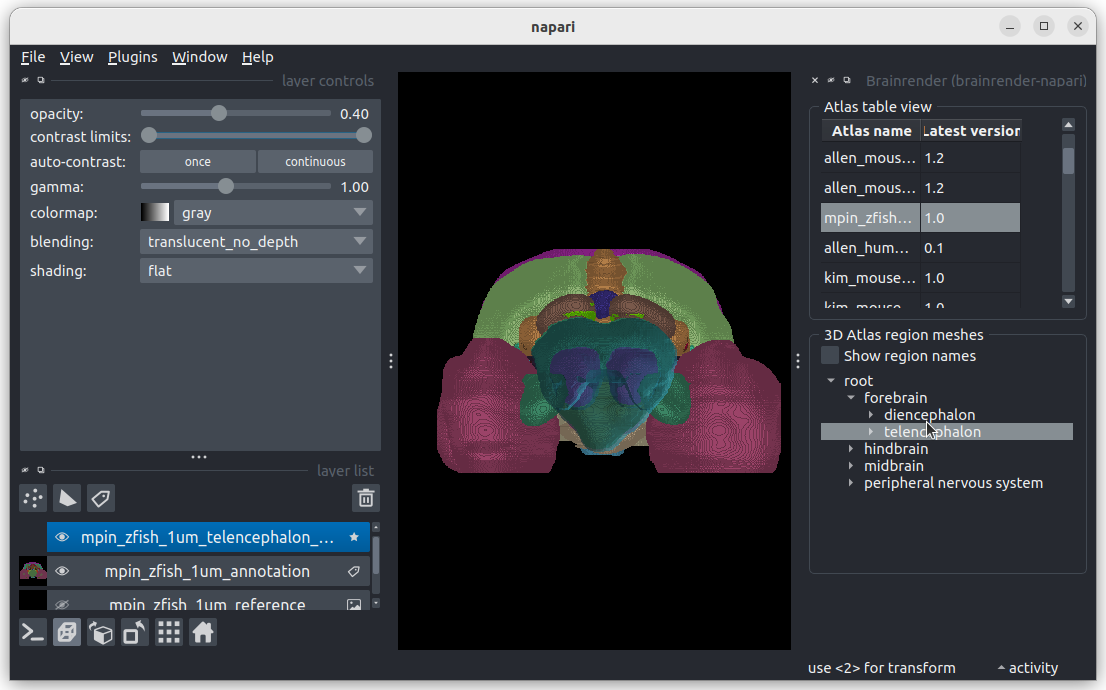 napari
File View Plugins Window Help
layer controls
opacity: 0.40
contrast limits:
auto-contrast: once continuous
gamma: 1.00
colormap: gray
blending: translucent_no_depth
shading: flat
layer list
mpin_zfish_1um_telencephalon_...
mpin_zfish_1um_annotation
mpin_zfish_1um_reference
Brainrender (brainrender-napari)
Atlas table view
Atlas name Latest version
allen_mous... 1.2
allen_mous... 1.2
mpin_zfish... 1.0
allen_hum... 0.1
kim_mouse... 1.0
kim_mouse... 1.0
3D Atlas region meshes
Show region names
root
forebrain
diencephalon
telencephalon
hindbrain
midbrain
peripheral nervous system
use <2> for transform activity